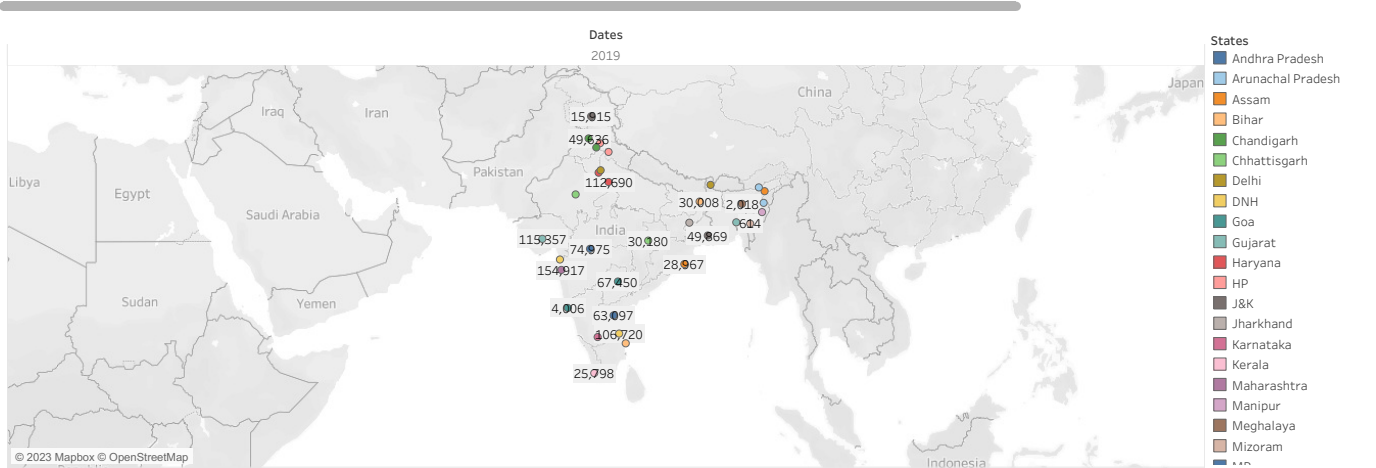 Dates
2019
Japan
China
Iraq
Iran
15,915
49,636
Pakistan
Libya
Egypt
112,690
30,008
2,018
Saudi Arabia
614
India
115,357
74,975
30,180
49,869
154,917
28,967
67,450
Sudan
Yemen
4,006
63,097
106,720
25,798
Indonesia
© 2023 Mapbox © OpenStreetMap
States
Andhra Pradesh
Arunachal Pradesh
Assam
Bihar
Chandigarh
Chhattisgarh
Delhi
DNH
Goa
Gujarat
Haryana
HP
J&K
Jharkhand
Karnataka
Kerala
Maharashtra
Manipur
Meghalaya
Mizoram
MP